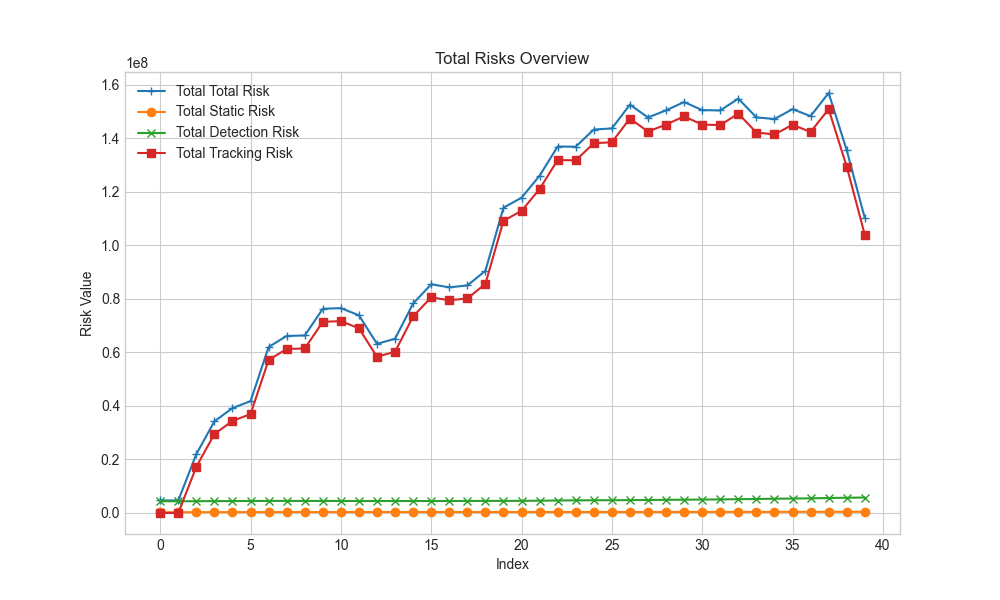 Total Risks Overview
1e8
Total Total Risk
Total Static Risk
Total Detection Risk
Total Tracking Risk
1.6
1.4
1.2
1.0
0.8
0.6
0.4
0.2
0.0
Risk Value
0 5 10 15 20 25 30 35 40
Index